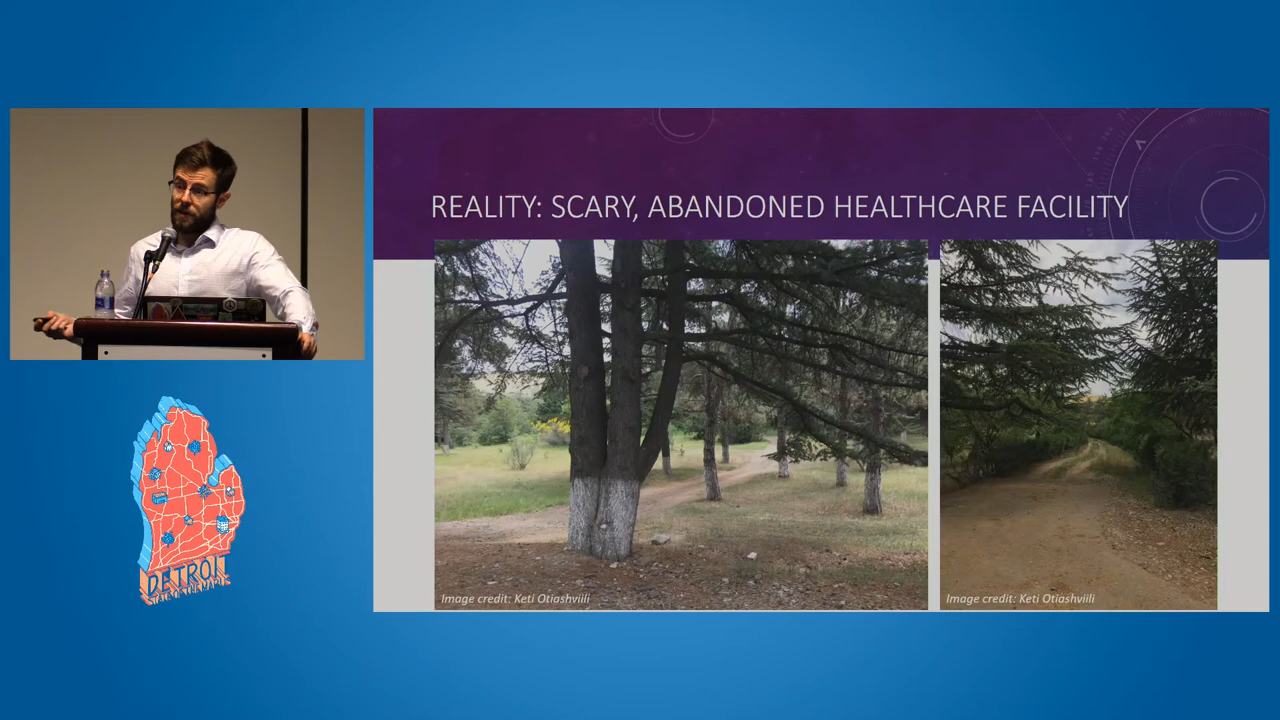 REALITY: SCARY, ABANDONED HEALTHCARE FACILITY
Image credit: Keti Otiashviili
Image credit: Keti Otiashviili
DETROIT